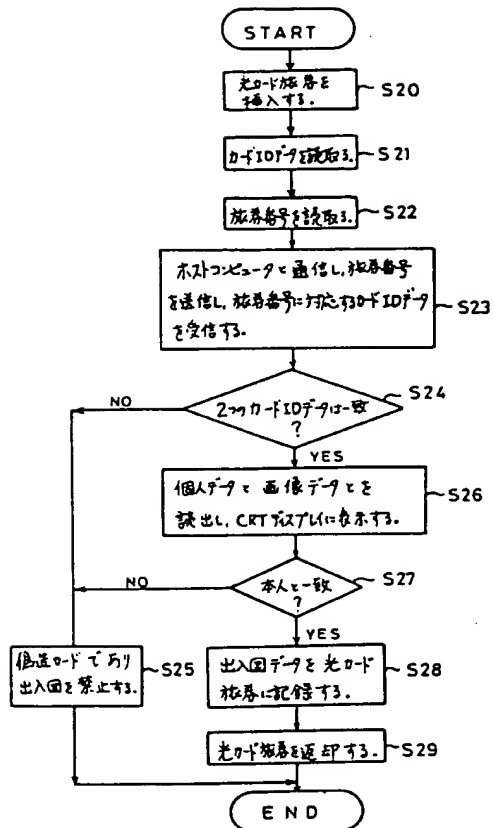 START
光カード旅券を
挿入する。
S20
カードIDデータを読取る。
S21
旅券番号を読取る。
S22
ホストコンピュータと通信し、旅券番号
を送信し、旅券番号に対応するカードIDデータ
を受信する。
S23
2つのカードIDデータは一致
?
S24
NO
YES
個人データと画像データとを
読出し、CRTディスプレイに表示する。
S26
本人と一致
?
S27
NO
YES
偽造カードであり
出入国を禁止する。
S25
出入国データを光カード
旅券に記録する。
S28
光カード旅券を返却する。
S29
END